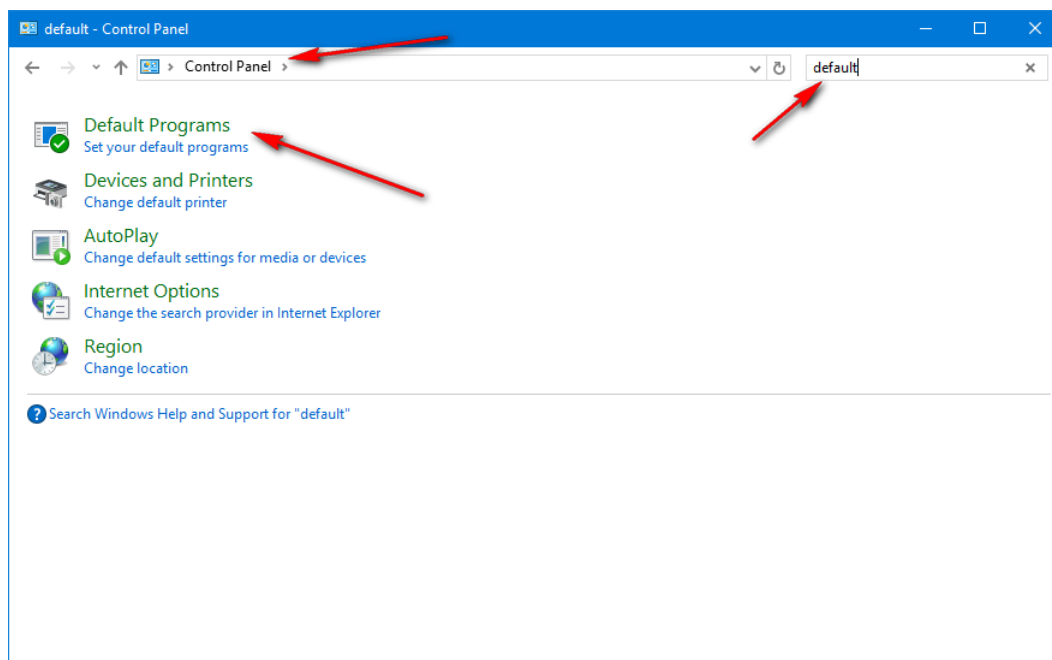 default - Control Panel
Control Panel
default
Default Programs
Set your default programs
Devices and Printers
Change default printer
AutoPlay
Change default settings for media or devices
Internet Options
Change the search provider in Internet Explorer
Region
Change location
Search Windows Help and Support for "default"